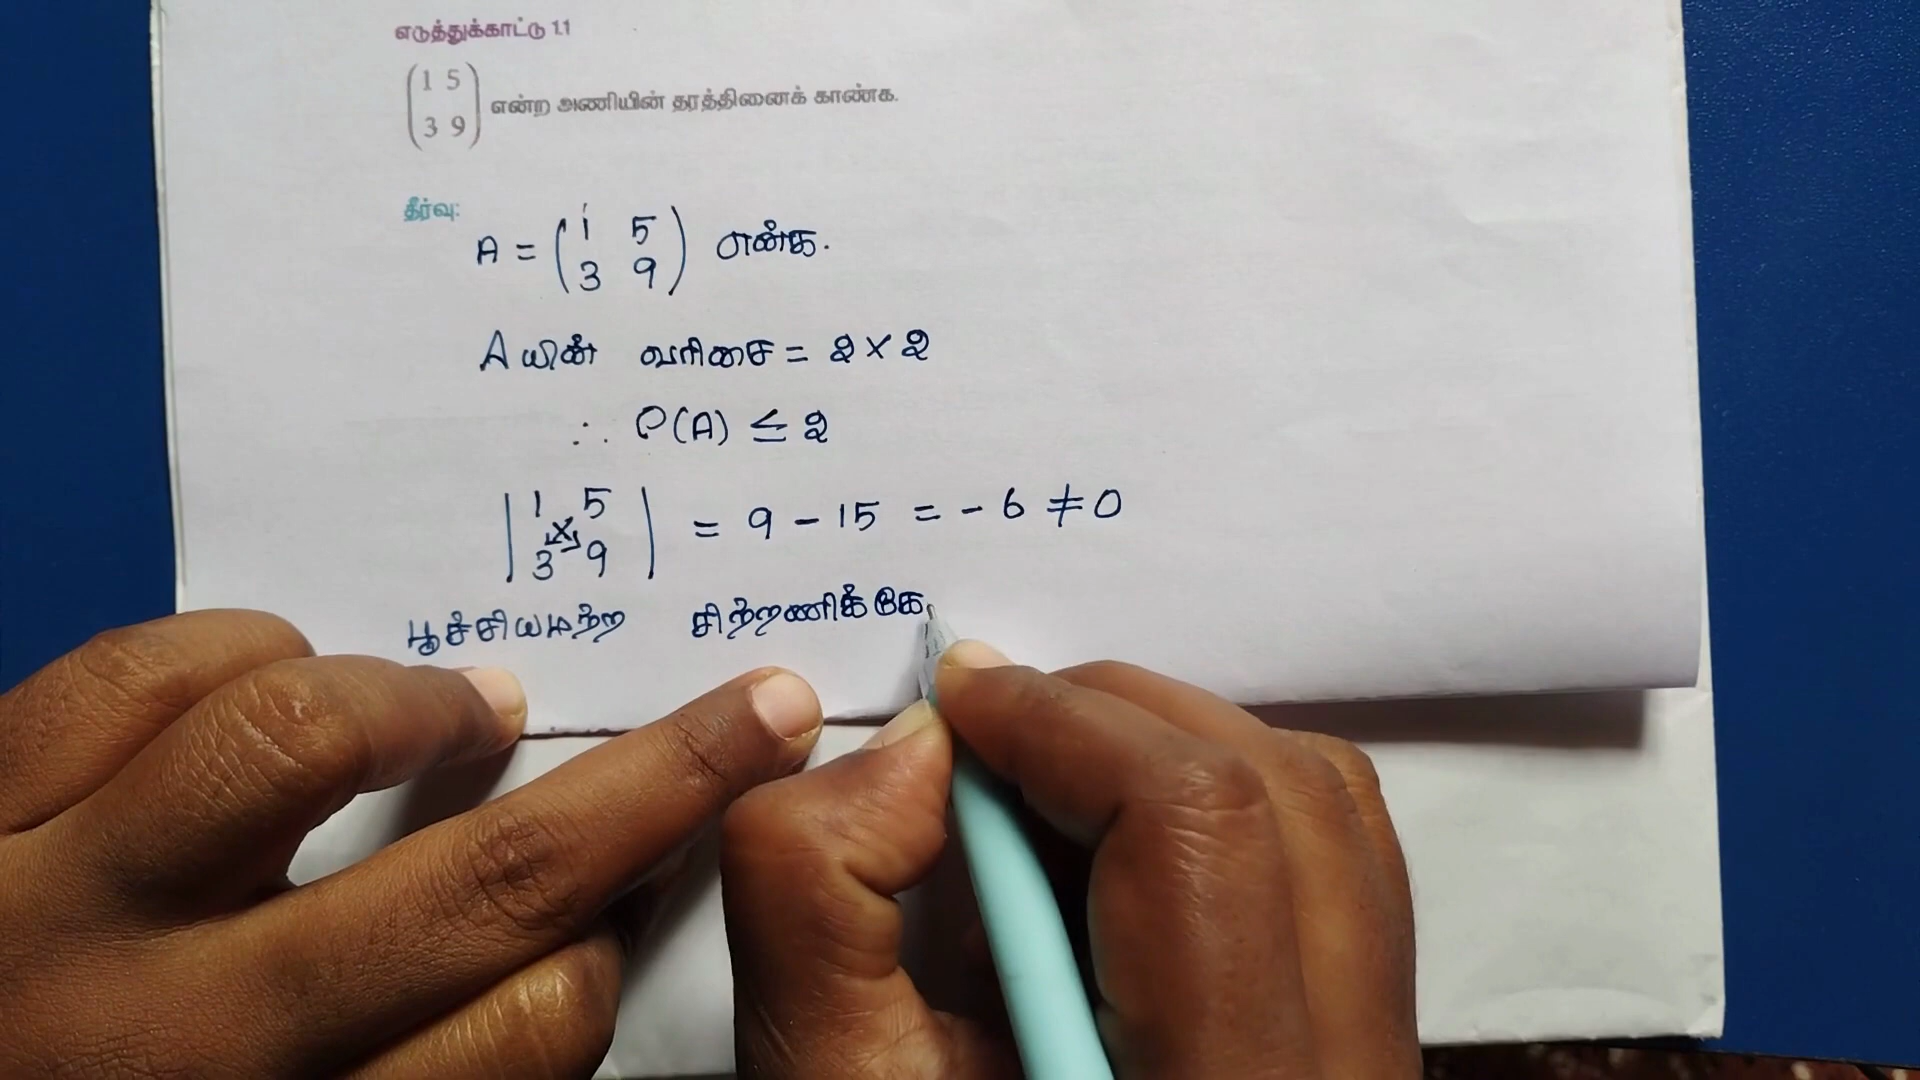 எடுத்துக்காட்டு 1.1
(1 5
3 9) என்ற அணியின் தரத்தினைக் காண்க.
தீர்வு:
A = (1 5
3 9) என்க.
A யின் வரிசை = 2 × 2
∴ ρ(A) ≤ 2
|1 5
3 9| = 9 - 15 = - 6 ≠ 0
பூச்சியமற்ற